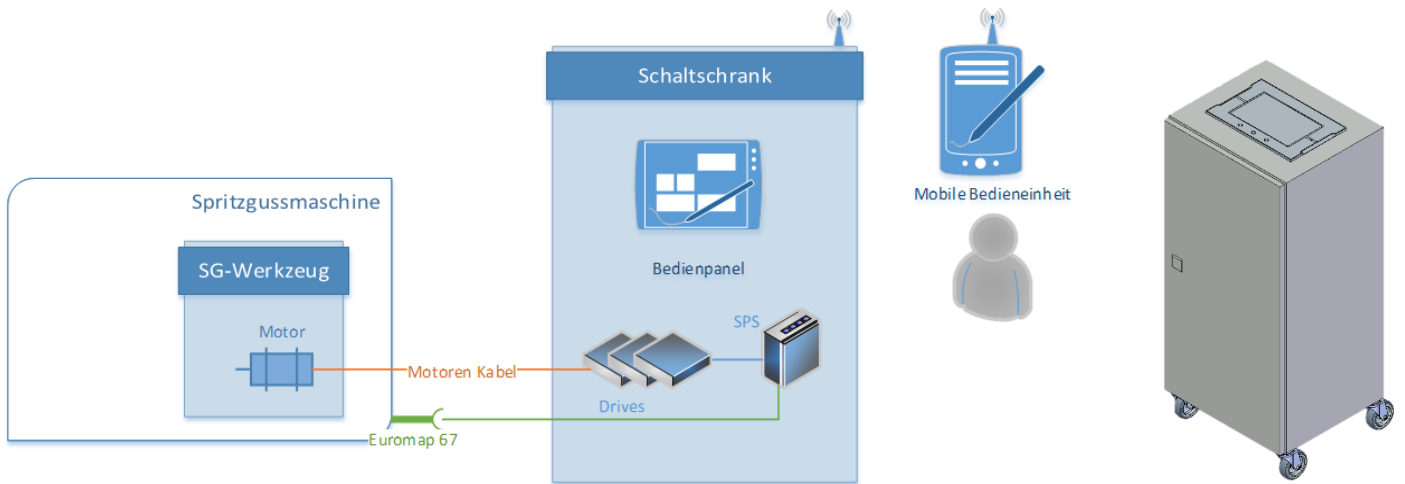 Schaltschrank
Spritzgussmaschine
SG-Werkzeug
Motor
Motoren Kabel
Euromap 67
Bedienpanel
SPS
Drives
Mobile Bedieneinheit